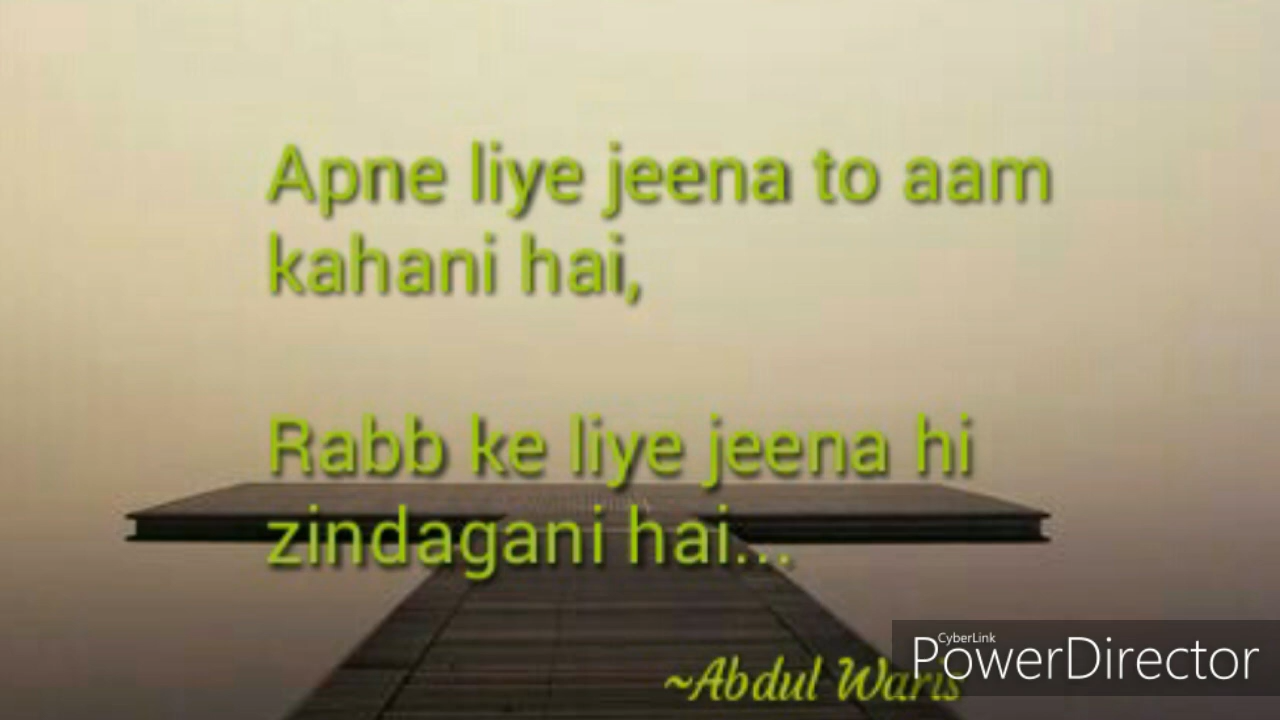 Apne liye jeena to aam
kahani hai,
Rabb ke liye jeena hi
zindagani hai...
~Abdul Waris
CyberLink
PowerDirector